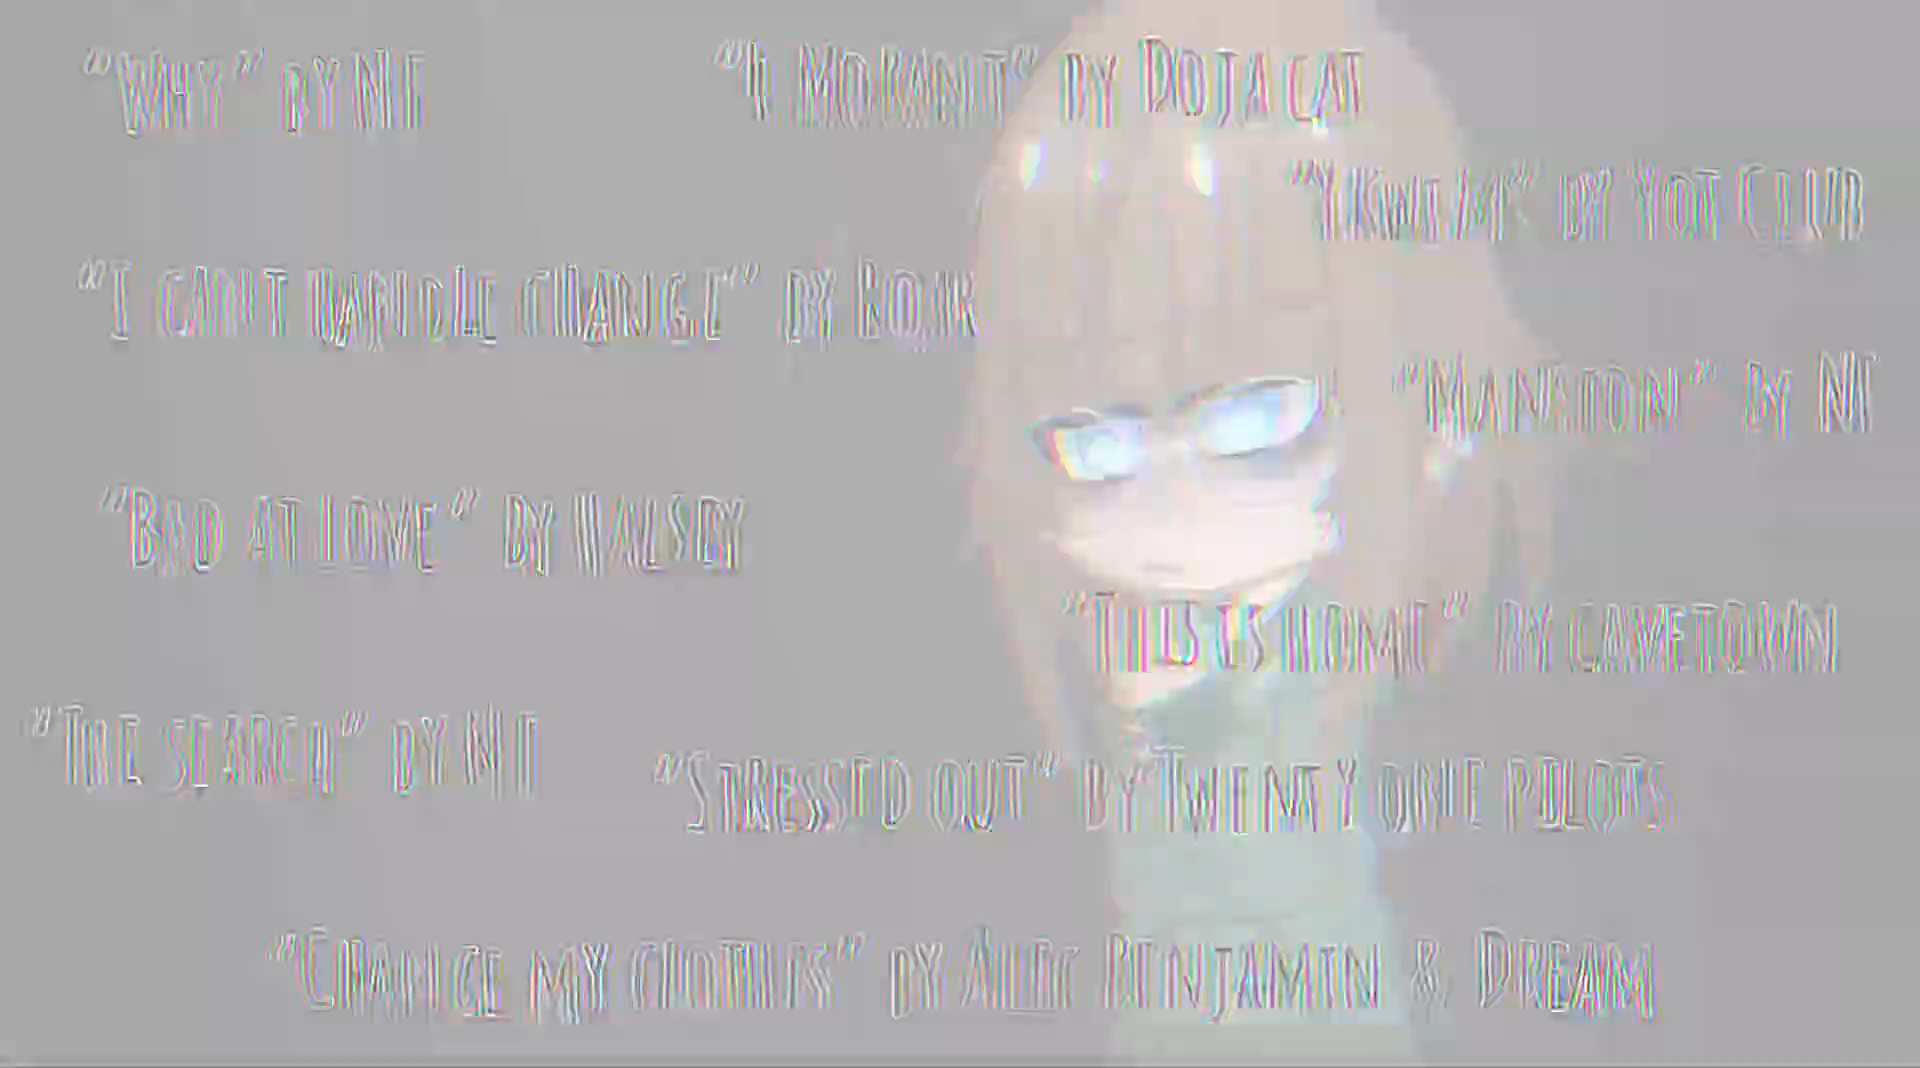 “Why” by NF
“4 Morant” by Doja cat
“YKWIM” by Yot Club
“I can't handle change” by Roar
“Mansion” by NF
“Bad at love” by Halsey
“This is home” by cavetown
“The search” by NF
“Stressed out” by Twenty one pilots
“Change my clothes” by Alec Benjamin & Dream